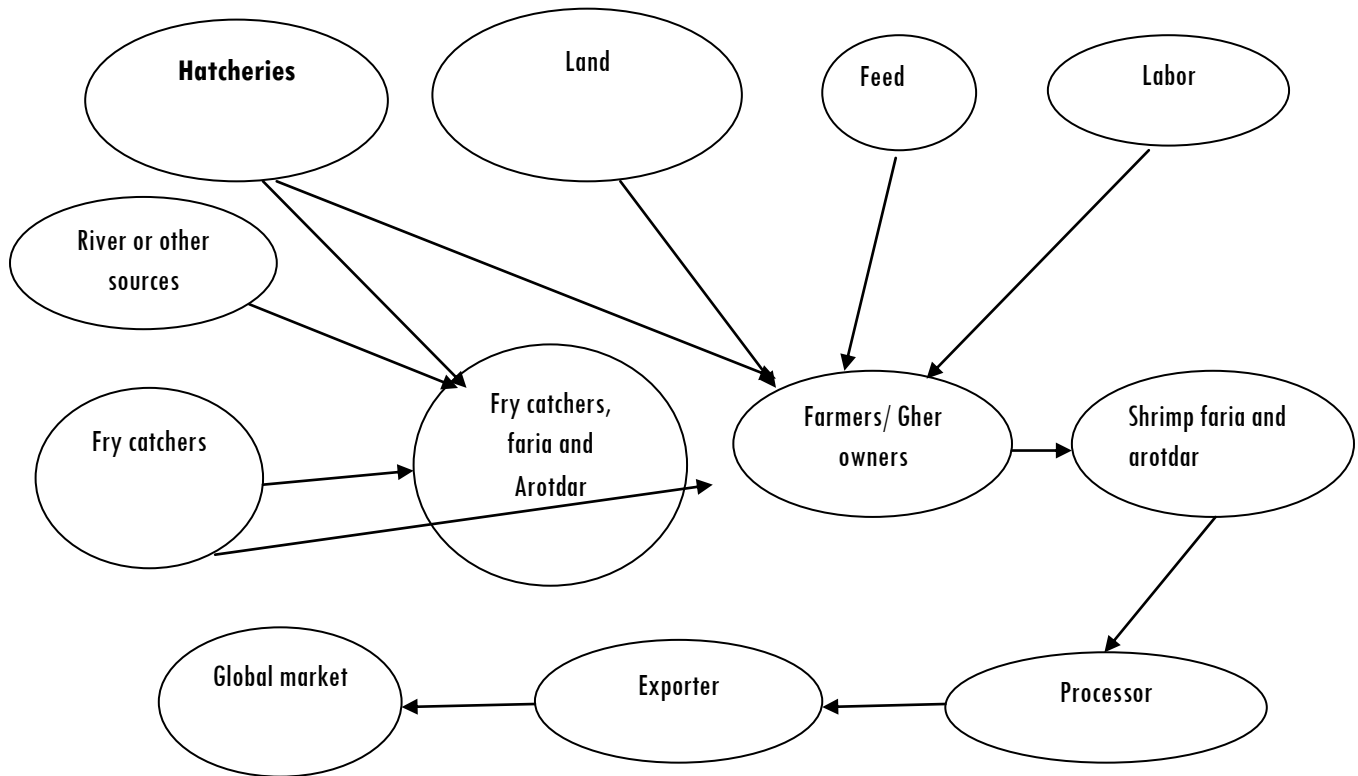 Hatcheries
Land
Feed
Labor
River or other
sources
Fry catchers
Fry catchers,
faria and
Arotdar
Farmers/ Gher
owners
Shrimp faria and
arotdar
Global market
Exporter
Processor